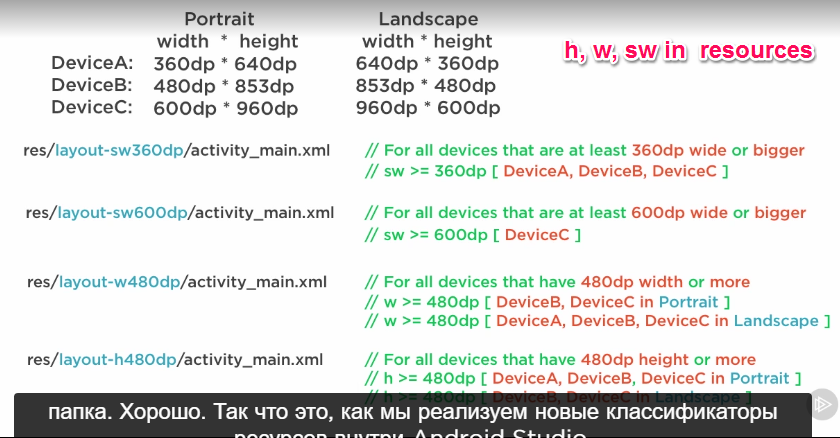 Portrait Landscape
width * height width * height
h, w, sw in resources
DeviceA: 360dp * 640dp 640dp * 360dp
DeviceB: 480dp * 853dp 853dp * 480dp
DeviceC: 600dp * 960dp 960dp * 600dp
res/layout-sw360dp/activity_main.xml // For all devices that are at least 360dp wide or bigger
// sw >= 360dp [ DeviceA, DeviceB, DeviceC ]
res/layout-sw600dp/activity_main.xml // For all devices that are at least 600dp wide or bigger
// sw >= 600dp [ DeviceC ]
res/layout-w480dp/activity_main.xml // For all devices that have 480dp width or more
// w >= 480dp [ DeviceB, DeviceC in Portrait ]
// w >= 480dp [ DeviceA, DeviceB, DeviceC in Landscape ]
res/layout-h480dp/activity_main.xml // For all devices that have 480dp height or more
// h >= 480dp [ DeviceA, DeviceB, DeviceC in Portrait ]
// h >= 480dp [ DeviceB, DeviceC in Landscape ]
папка. Хорошо. Так что это, как мы реализуем новые классификаторы
ресурсов внутри Android Studio